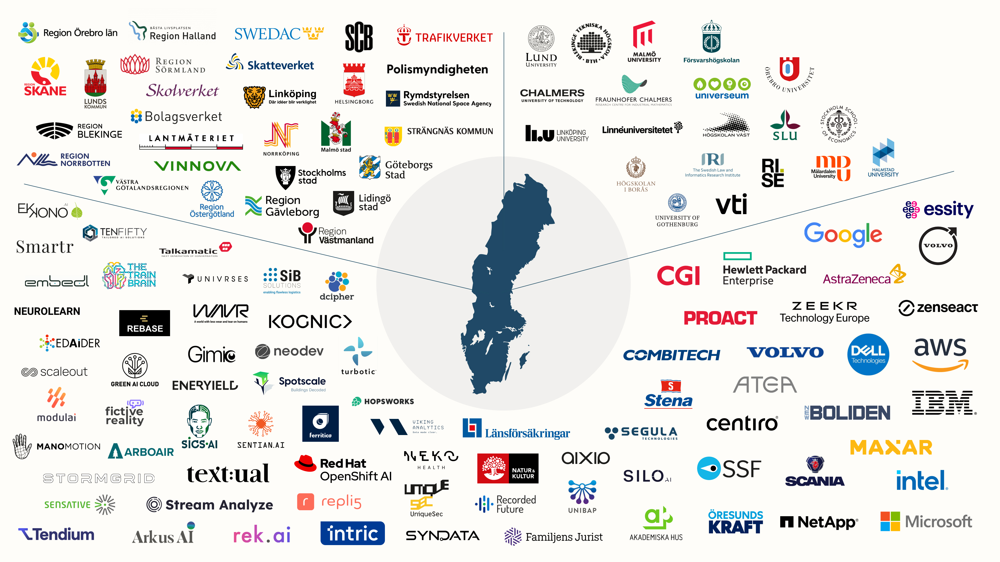 Region Örebro län
BÄSTA LIVSPLATSEN
Region Halland
SWEDAC
SCB
TRAFIKVERKET
REGION
SKÅNE
LUNDS
KOMMUN
REGION
SÖRMLAND
Skatteverket
HELSINGBORG
Polismyndigheten
Skolverket
Linköping
Där idéer blir verklighet
Rymdstyrelsen
Swedish National Space Agency
Bolagsverket
REGION
BLEKINGE
LANTMÄTERIET
NORRKÖPING
Malmö stad
STRÄNGNÄS KOMMUN
REGION
NORRBOTTEN
VINNOVA
Stockholms
stad
Göteborgs
Stad
VÄSTRA
GÖTALANDSREGIONEN
Region
Östergötland
Region
Gävleborg
Lidingö
stad
Region
Västmanland
LUND
UNIVERSITY
BLEKINGE TEKNISKA HÖGSKOLA
· BTH ·
MALMÖ
UNIVERSITY
Försvarshögskolan
ÖREBRO UNIVERSITET
CHALMERS
UNIVERSITY OF TECHNOLOGY
FRAUNHOFER CHALMERS
RESEARCH CENTRE FOR INDUSTRIAL MATHEMATICS
universeum
li.u LINKÖPING
UNIVERSITY
Linnéuniversitetet
HÖGSKOLAN VÄST
SLU
STOCKHOLM SCHOOL
· OF ECONOMICS ·
HÖGSKOLAN
I BORÅS
IRI
The Swedish Law and
Informatics Research Institute
RI.
SE
Mälardalen
University
MDU
HALMSTAD
UNIVERSITY
UNIVERSITY OF
GOTHENBURG
vti
EKKONO
.AI
TENFIFTY
TAILORED AI SOLUTIONS
Smartr
Talkamatic
NEXT GENERATION OF CONVERSATION
embedl
THE
TRAIN
BRAIN
UNIVRSES
SiB
SOLUTIONS
enabling flawless logistics
dcipher
NEUROLEARN
REBASE
WAVR
A world with less wear and tear on humans
KOGNIC
EDAiDER
Gimic
neodev
turbotic
scaleout
GREEN AI CLOUD
ENERYIELD
Spotscale
Buildings Decoded
modulai
fictive
reality
SICS·AI
SENTIAN.AI
ferritico
HOPSWORKS
VIKING
ANALYTICS
Data made clear.
Länsförsäkringar
MANOMOTION
ARBOAIR
text:ual
Red Hat
OpenShift AI
NEKO
HEALTH
NATUR &
KULTUR
aixia
STORMGRID
UNIQUE
SEC
UniqueSec
Recorded
Future
UNIBAP
SENSATIVE
Stream Analyze
r repli5
Tendium
Arkus AI
rek.ai
intric
SYNDATA
Familjens Jurist
essity
Google
VOLVO
CGI
Hewlett Packard
Enterprise
AstraZeneca
PROACT
ZEEKR
Technology Europe
zenseact
COMBITECH
VOLVO
DELL
Technologies
aws
S
Stena
ATEA
IBM®
centiro®
NEW
BOLIDEN
SEGULA
TECHNOLOGIES
MAXAR
SILO AI
SSF
SCANIA
intel®
AKADEMISKA HUS
ÖRESUNDS
KRAFT
NetApp®
Microsoft